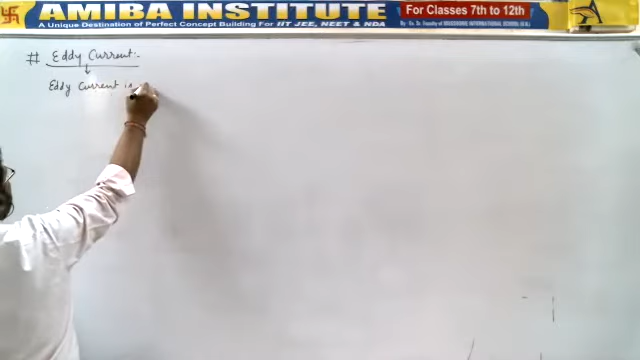 AMIBA INSTITUTE
A Unique Destination of Perfect Concept Building For IIT JEE, NEET & NDA
For Classes 7th to 12th
# Eddy Current:-
Eddy Current is